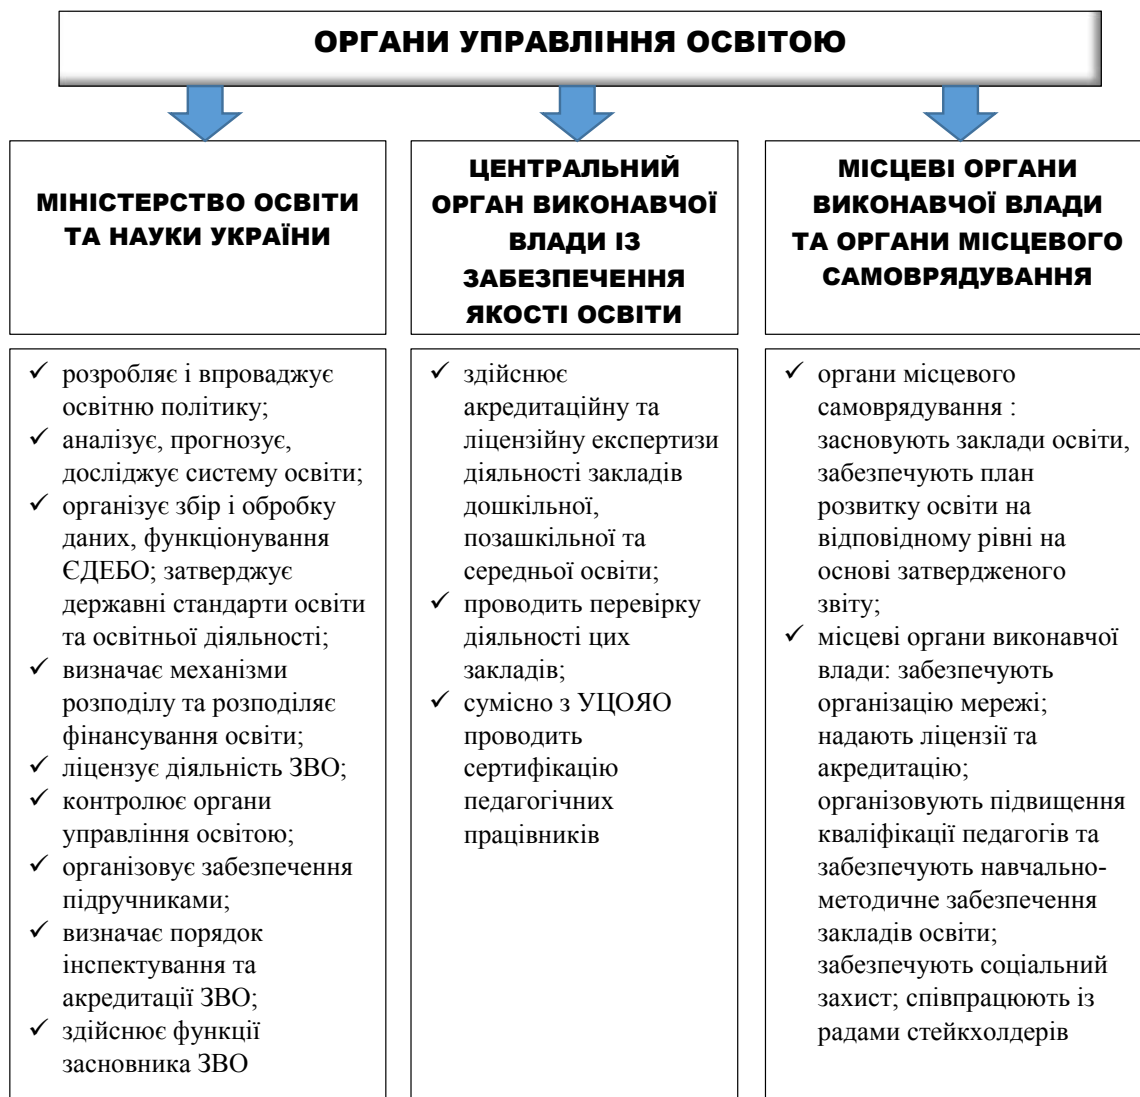 ОРГАНИ УПРАВЛІННЯ ОСВІТОЮ
МІНІСТЕРСТВО ОСВІТИ
ТА НАУКИ УКРАЇНИ
ЦЕНТРАЛЬНИЙ
ОРГАН ВИКОНАВЧОЇ
ВЛАДИ ІЗ
ЗАБЕЗПЕЧЕННЯ
ЯКОСТІ ОСВІТИ
МІСЦЕВІ ОРГАНИ
ВИКОНАВЧОЇ ВЛАДИ
ТА ОРГАНИ МІСЦЕВОГО
САМОВРЯДУВАННЯ
✓ розробляє і впроваджує
освітню політику;
✓ аналізує, прогнозує,
досліджує систему освіти;
✓ організує збір і обробку
даних, функціонування
ЄДЕБО; затверджує
державні стандарти освіти
та освітньої діяльності;
✓ визначає механізми
розподілу та розподіляє
фінансування освіти;
✓ ліцензує діяльність ЗВО;
✓ контролює органи
управління освітою;
✓ організовує забезпечення
підручниками;
✓ визначає порядок
інспектування та
акредитації ЗВО;
✓ здійснює функції
засновника ЗВО
✓ здійснює
акредитаційну та
ліцензійну експертизи
діяльності закладів
дошкільної,
позашкільної та
середньої освіти;
✓ проводить перевірку
діяльності цих
закладів;
✓ сумісно з УЦОЯО
проводить
сертифікацію
педагогічних
працівників
✓ органи місцевого
самоврядування :
засновують заклади освіти,
забезпечують план
розвитку освіти на
відповідному рівні на
основі затвердженого
звіту;
✓ місцеві органи виконавчої
влади: забезпечують
організацію мережі;
надають ліцензії та
акредитацію;
організовують підвищення
кваліфікації педагогів та
забезпечують навчально-
методичне забезпечення
закладів освіти;
забезпечують соціальний
захист; співпрацюють із
радами стейкхолдерів